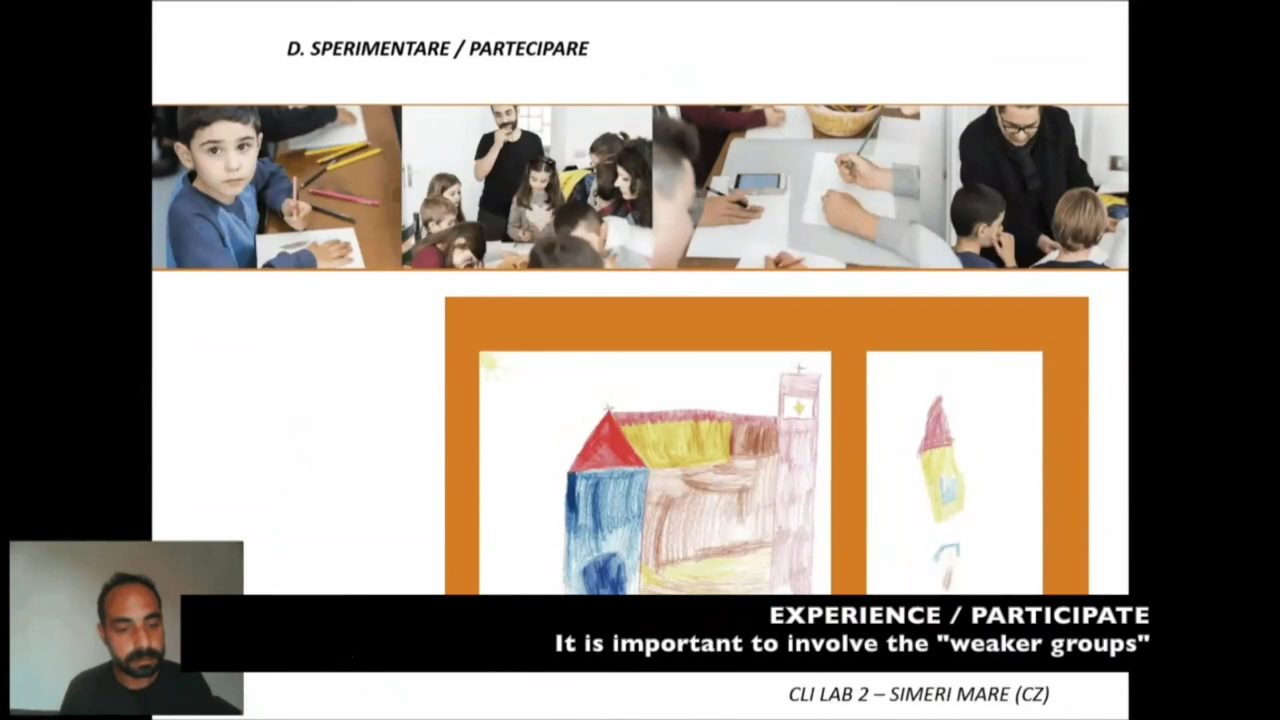 D. SPERIMENTARE / PARTECIPARE
EXPERIENCE / PARTICIPATE
It is important to involve the "weaker groups"
CLI LAB 2 – SIMERI MARE (CZ)